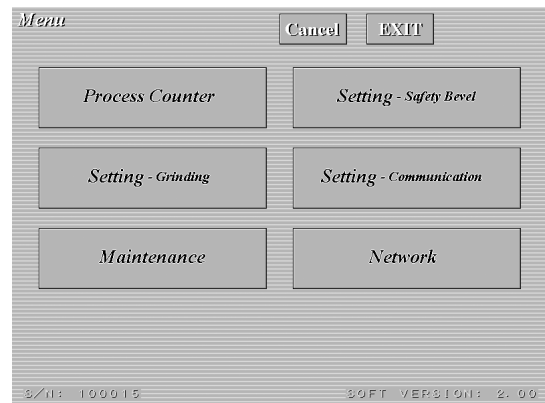 Menu
Cancel EXIT
Process Counter Setting - Safety Bevel
Setting - Grinding Setting - Communication
Maintenance Network
S/N: 100015 SOFT VERSION: 2.00